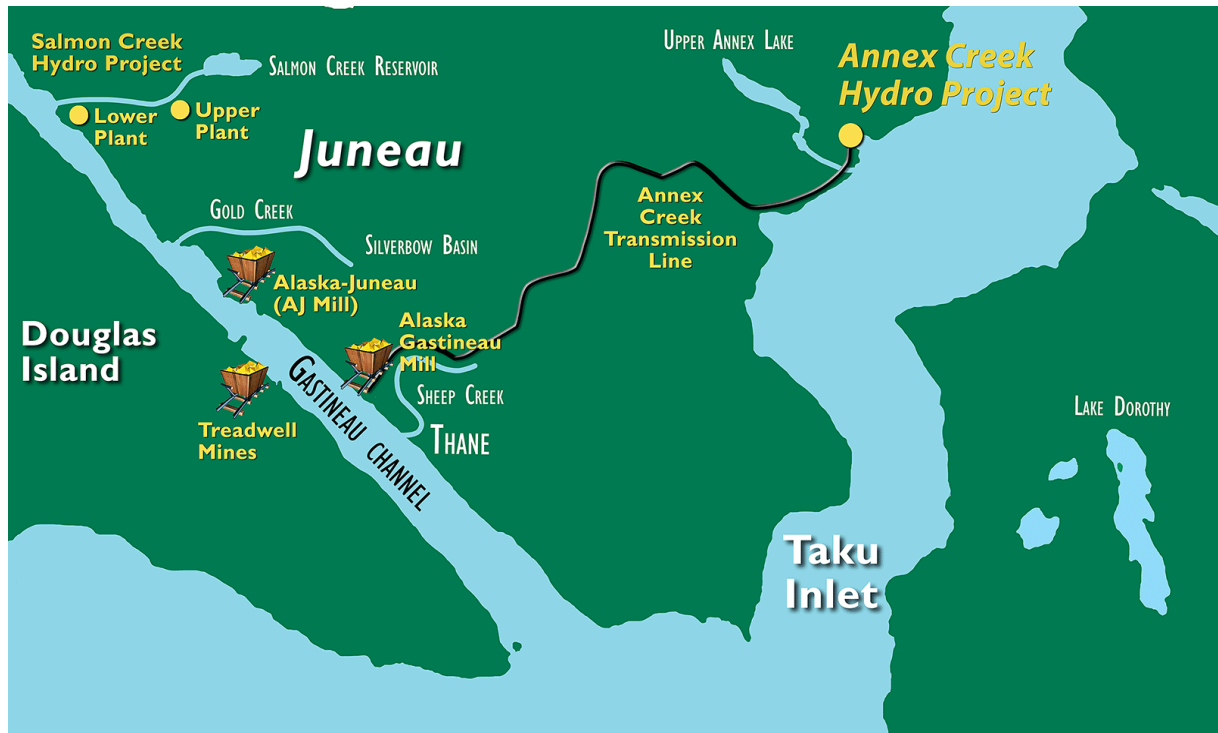 Salmon Creek
Hydro Project
Salmon Creek Reservoir
Lower
Plant
Upper
Plant
Upper Annex Lake
Annex Creek
Hydro Project
Juneau
Annex
Creek
Transmission
Line
Gold Creek
Silverbow Basin
Alaska-Juneau
(AJ Mill)
Alaska
Gastineau
Mill
Douglas
Island
Gastineau Channel
Sheep Creek
Thane
Treadwell
Mines
Lake Dorothy
Taku
Inlet